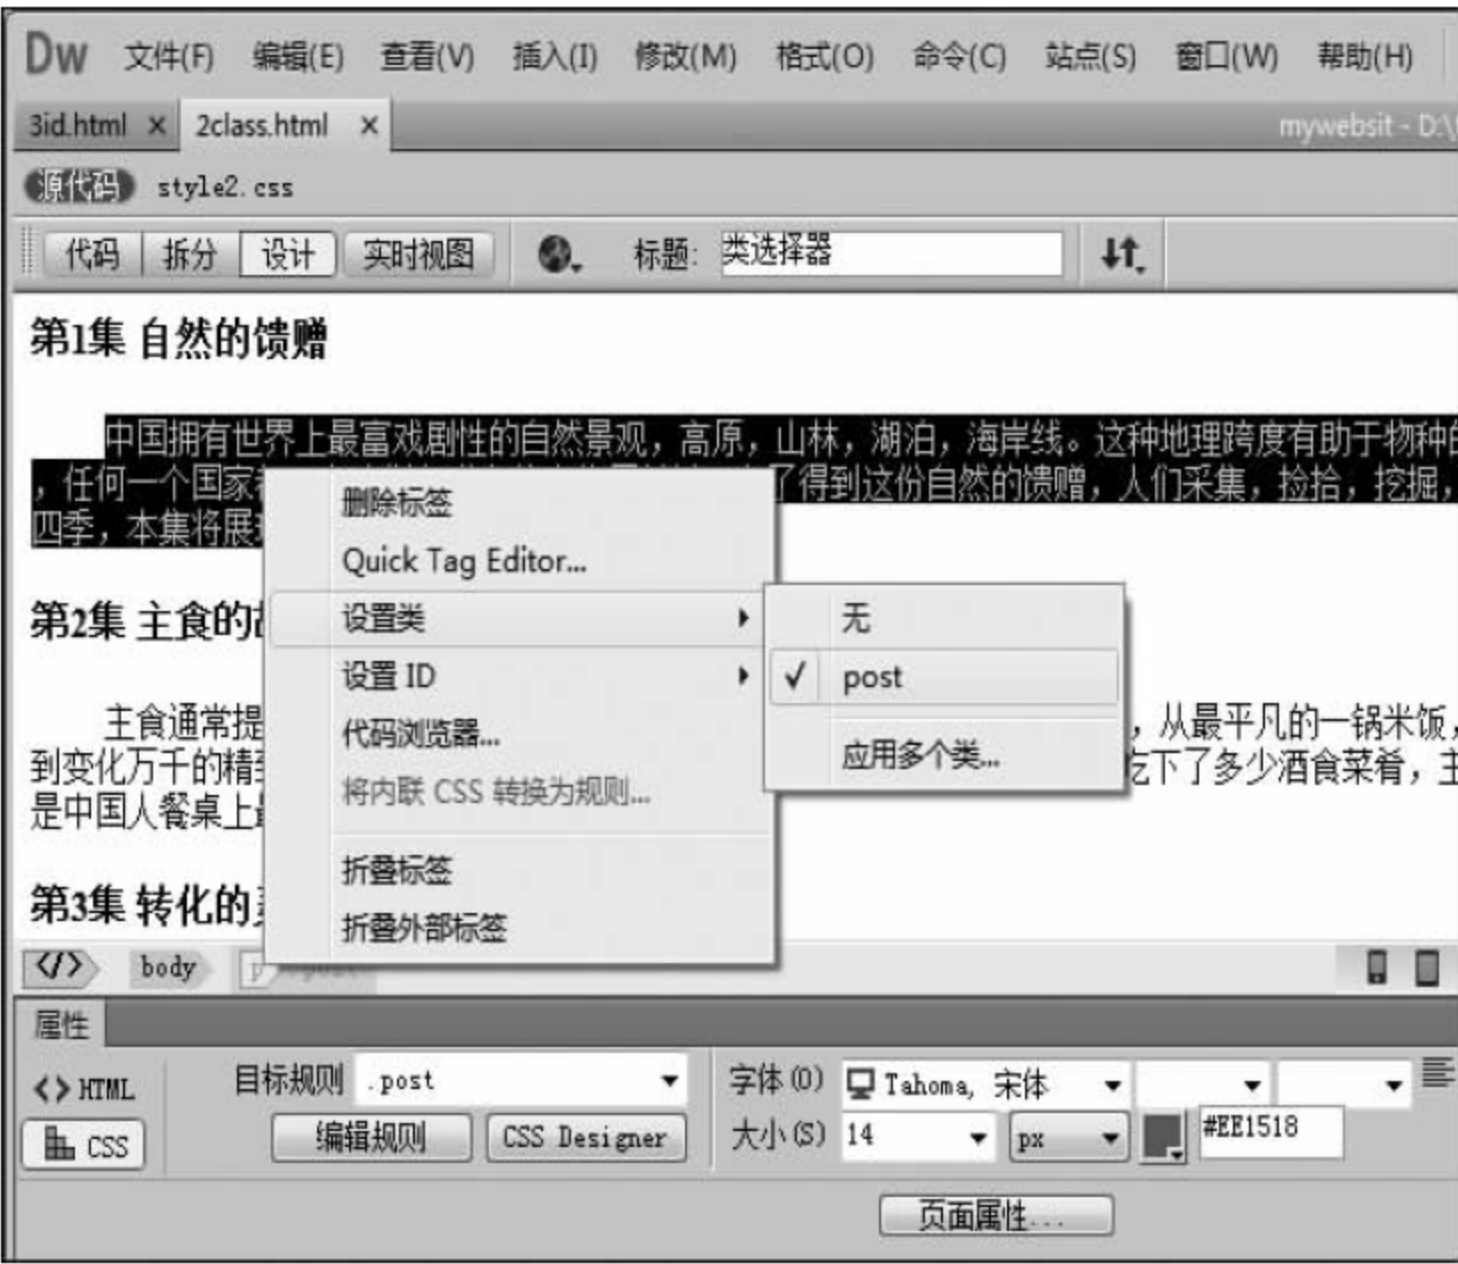 Dw 文件(F) 编辑(E) 查看(V) 插入(I) 修改(M) 格式(O) 命令(C) 站点(S) 窗口(W) 帮助(H)
3id.html × 2class.html × mywebsit - D:\
源代码 style2.css
代码 拆分 设计 实时视图 标题: 类选择器
第1集 自然的馈赠
中国拥有世界上最富戏剧性的自然景观，高原，山林，湖泊，海岸线。这种地理跨度有助于物种的
，任何一个国家 了得到这份自然的馈赠，人们采集，捡拾，挖掘，
四季，本集将展
删除标签
Quick Tag Editor...
设置类
设置 ID
代码浏览器...
将内联 CSS 转换为规则...
折叠标签
折叠外部标签
无
✓ post
应用多个类...
第2集 主食的
主食通常提 ，从最平凡的一锅米饭，
到变化万千的精 吃下了多少酒食菜肴，主
是中国人餐桌上
第3集 转化的
</> body p
属性
<> HTML 目标规则 .post 字体(O) Tahoma, 宋体
CSS 编辑规则 CSS Designer 大小(S) 14 px #EE1518
页面属性...